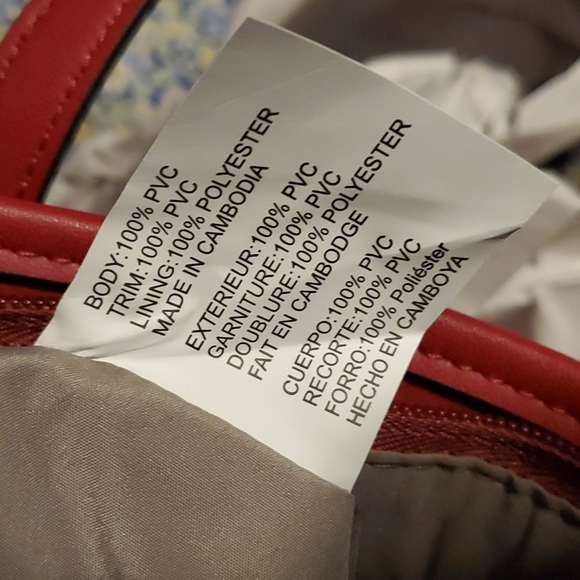 BODY:100% PVC
TRIM:100% PVC
LINING:100% POLYESTER
MADE IN CAMBODIA
EXTERIEUR:100% PVC
GARNITURE:100% PVC
DOUBLURE:100% POLYESTER
FAIT EN CAMBODGE
CUERPO:100% PVC
RECORTE:100% PVC
FORRO:100% Poliéster
HECHO EN CAMBOYA